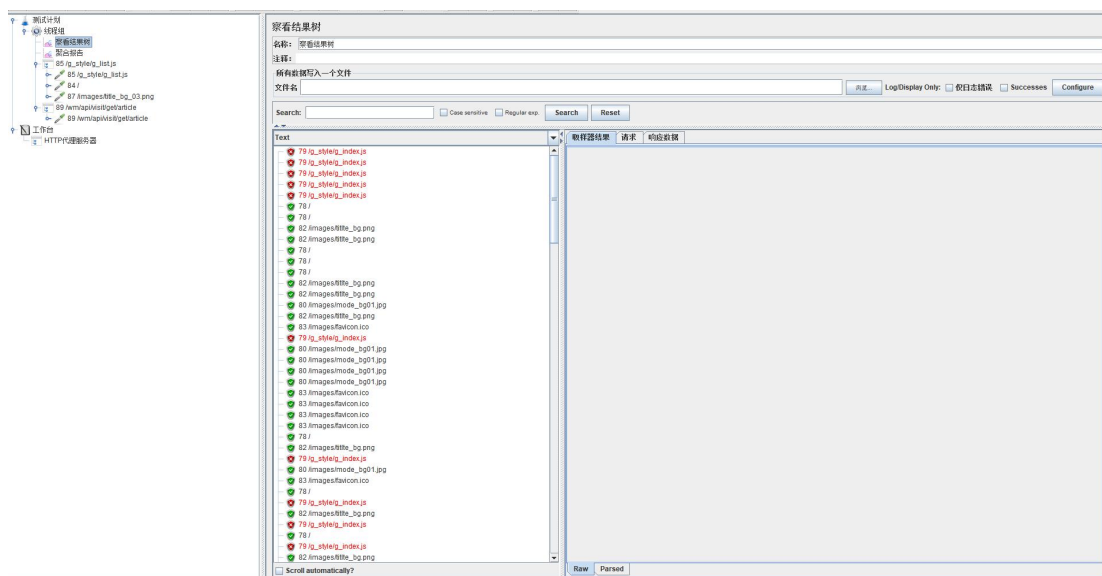 测试计划
线程组
察看结果树
聚合报告
85 /g_style/g_list.js
85 /g_style/g_list.js
84 /
87 /images/title_bg_03.png
89 /wm/api/visit/get/article
89 /wm/api/visit/get/article
工作台
HTTP代理服务器
察看结果树
名称： 察看结果树
注释：
所有数据写入一个文件
文件名 浏览... Log/Display Only: 仅日志错误 Successes Configure
Search: Case sensitive Regular exp. Search Reset
Text
取样器结果 请求 响应数据
79 /g_style/g_index.js
79 /g_style/g_index.js
79 /g_style/g_index.js
79 /g_style/g_index.js
79 /g_style/g_index.js
78 /
78 /
82 /images/titlte_bg.png
82 /images/titlte_bg.png
78 /
78 /
78 /
82 /images/titlte_bg.png
82 /images/titlte_bg.png
80 /images/mode_bg01.jpg
82 /images/titlte_bg.png
83 /images/favicon.ico
79 /g_style/g_index.js
80 /images/mode_bg01.jpg
80 /images/mode_bg01.jpg
80 /images/mode_bg01.jpg
80 /images/mode_bg01.jpg
83 /images/favicon.ico
83 /images/favicon.ico
83 /images/favicon.ico
83 /images/favicon.ico
78 /
82 /images/titlte_bg.png
79 /g_style/g_index.js
80 /images/mode_bg01.jpg
83 /images/favicon.ico
78 /
79 /g_style/g_index.js
82 /images/titlte_bg.png
79 /g_style/g_index.js
78 /
79 /g_style/g_index.js
82 /images/titlte_bg.png
Scroll automatically?
Raw Parsed